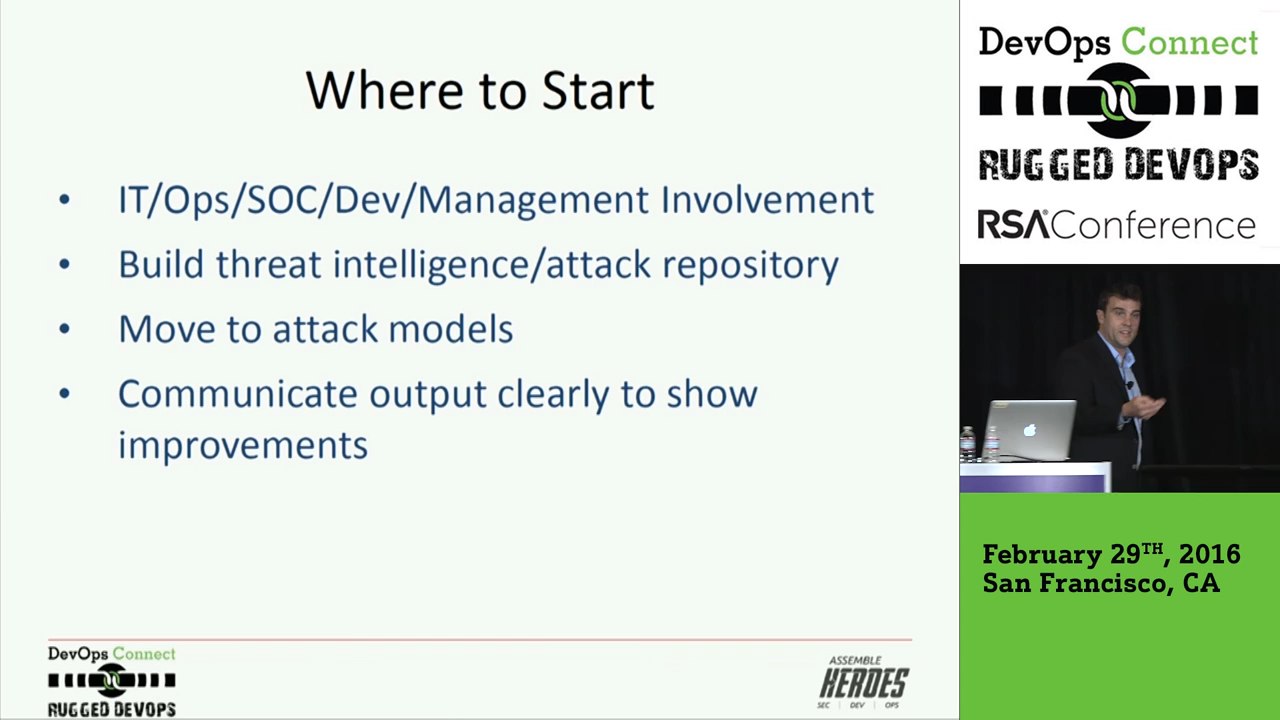 Where to Start
• IT/Ops/SOC/Dev/Management Involvement
• Build threat intelligence/attack repository
• Move to attack models
• Communicate output clearly to show
improvements
DevOps Connect
RUGGED DEVOPS
ASSEMBLE
HEROES
SEC | DEV | OPS
DevOps Connect
RUGGED DEVOPS
RSA®Conference
February 29TH, 2016
San Francisco, CA